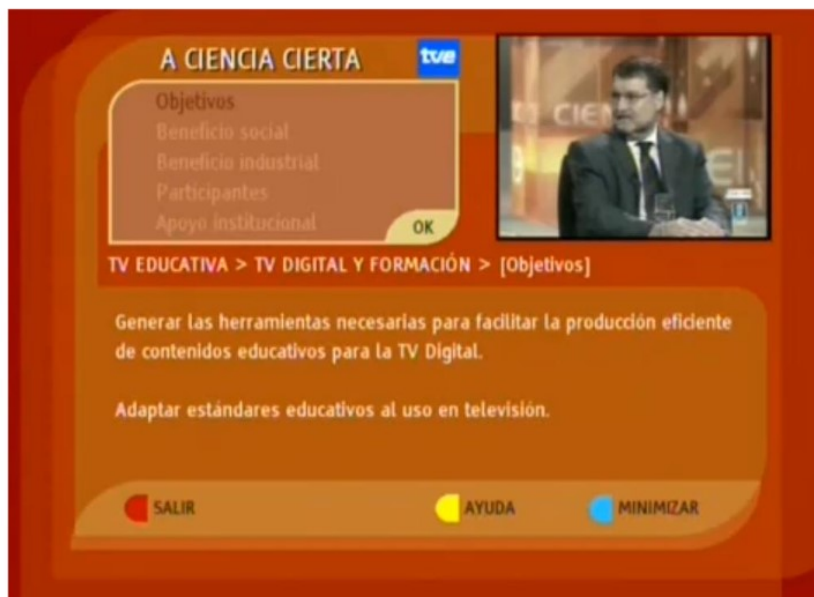 A CIENCIA CIERTA
tve
Objetivos
Beneficio social
Beneficio industrial
Participantes
Apoyo institucional
OK
CIEN
TV EDUCATIVA > TV DIGITAL Y FORMACIÓN > [Objetivos]
Generar las herramientas necesarias para facilitar la producción eficiente
de contenidos educativos para la TV Digital.
Adaptar estándares educativos al uso en televisión.
SALIR
AYUDA
MINIMIZAR